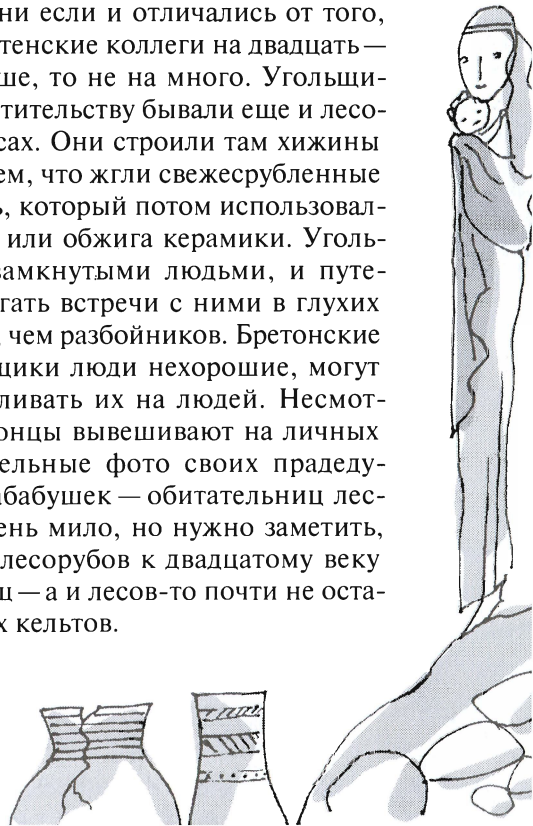 ни если и отличались от того,
тенские коллеги на двадцать —
ше, то не на много. Угольщи-
тительству бывали еще и лесо-
сах. Они строили там хижины
ем, что жгли свежесрубленные
ь, который потом использовал-
или обжига керамики. Уголь-
замкнутыми людьми, и путе-
гать встречи с ними в глухих
, чем разбойников. Бретонские
щики люди нехорошие, могут
ливать их на людей. Несмот-
онцы вывешивают на личных
ельные фото своих прадеду-
абабушек — обитательниц лес-
ень мило, но нужно заметить,
лесорубов к двадцатому веку
ц — а и лесов-то почти не оста-
х кельтов.